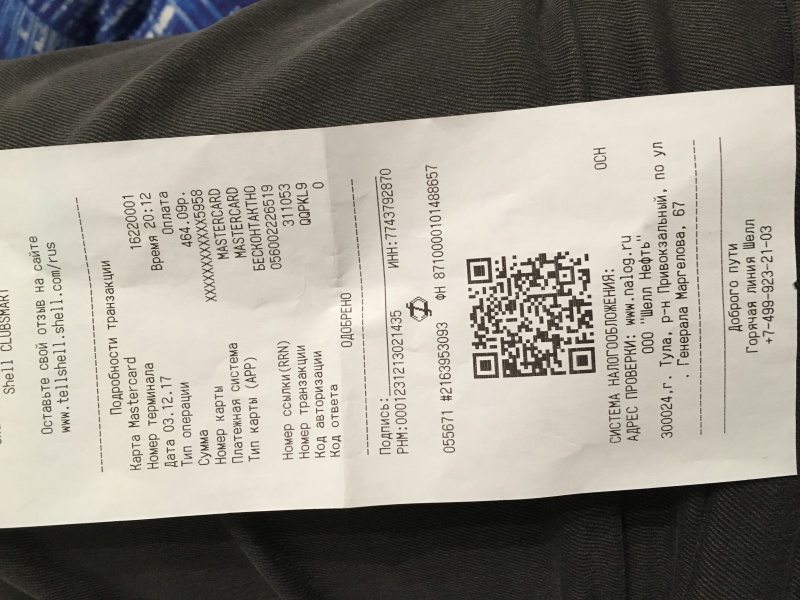 Shell CLUBSMART
Оставьте свой отзыв на сайте
www.tellshell.shell.com/rus
Подробности транзакции
Карта Mastercard
Номер терминала 16220001
Дата 03.12.17 Время 20:12
Тип операции Оплата
Сумма 464.09р.
Номер карты XXXXXXXXXXXX5958
Платежная система MASTERCARD
Тип карты (APP) MASTERCARD
БЕСКОНТАКТНО
Номер ссылки(RRN) 056002226519
Номер транзакции 311053
Код авторизации QQPKL9
Код ответа 0
ОДОБРЕНО
Подпись:
РНМ:0001231213021435 ИНН:7743792870
055671 #2163953093 ФН 8710000101488657
СИСТЕМА НАЛОГООБЛОЖЕНИЯ: ОСН
АДРЕС ПРОВЕРКИ: www.nalog.ru
ООО "Шелл Нефть"
300024,г. Тула, р-н Привокзальный, по ул
. Генерала Маргелова, 67
Доброго пути
Горячая линия Шелл
+7-499-923-21-03